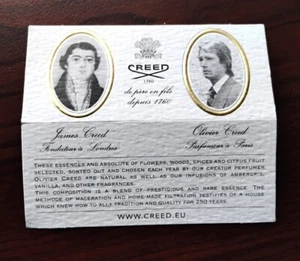 CREED
1760
de père en fils
depuis 1760
James Creed
Fondateur à Londres
Olivier Creed
Parfumeur à Paris
THESE ESSENCES AND ABSOLUTE OF FLOWERS, WOODS, SPICES AND CITRUS FRUIT
SELECTED, SORTED OUT AND CHOSEN EACH YEAR BY OUR CREATOR PERFUMER,
OLIVIER CREED ARE NATURAL AS WELL AS OUR INFUSIONS OF AMBERGRIS,
VANILLA, AND OTHER FRAGRANCES.
THIS COMPOSITION IS A BLEND OF PRESTIGIOUS AND RARE ESSENCE. THE
METHODE OF MACERATION AND HOME-MADE FILTRATION TESTIFIES OF A HOUSE
WHICH KNEW HOW TO ALLY TRADITION AND QUALITY FOR 250 YEARS.
WWW.CREED.EU